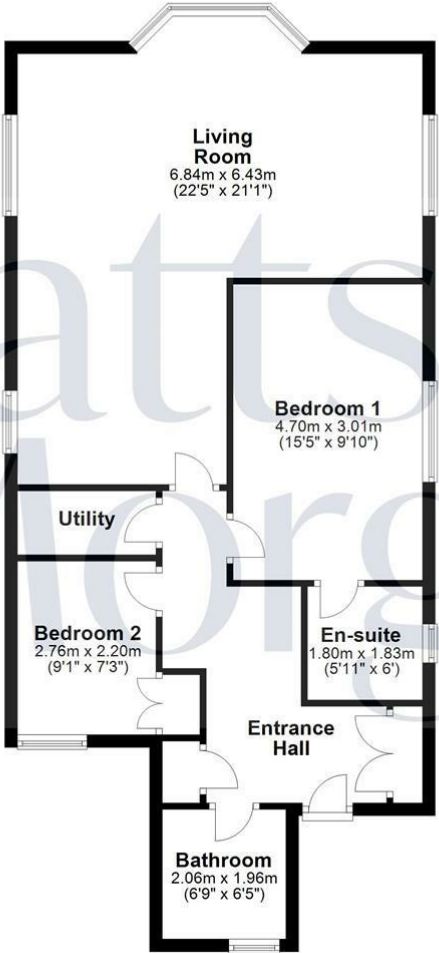 Living
Room
6.84m x 6.43m
(22'5" x 21'1")
Bedroom 1
4.70m x 3.01m
(15'5" x 9'10")
Utility
Bedroom 2
2.76m x 2.20m
(9'1" x 7'3")
En-suite
1.80m x 1.83m
(5'11" x 6')
Entrance
Hall
Bathroom
2.06m x 1.96m
(6'9" x 6'5")
atts
Morg